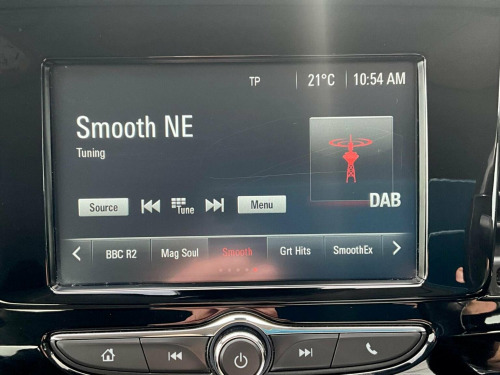 TP 21°C 10:54 AM
Smooth NE
Tuning
DAB
Source Tune Menu
BBC R2 Mag Soul Smooth Grt Hits SmoothEx